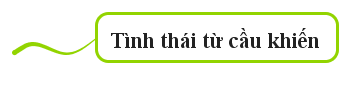 Tình thái từ cầu khiến